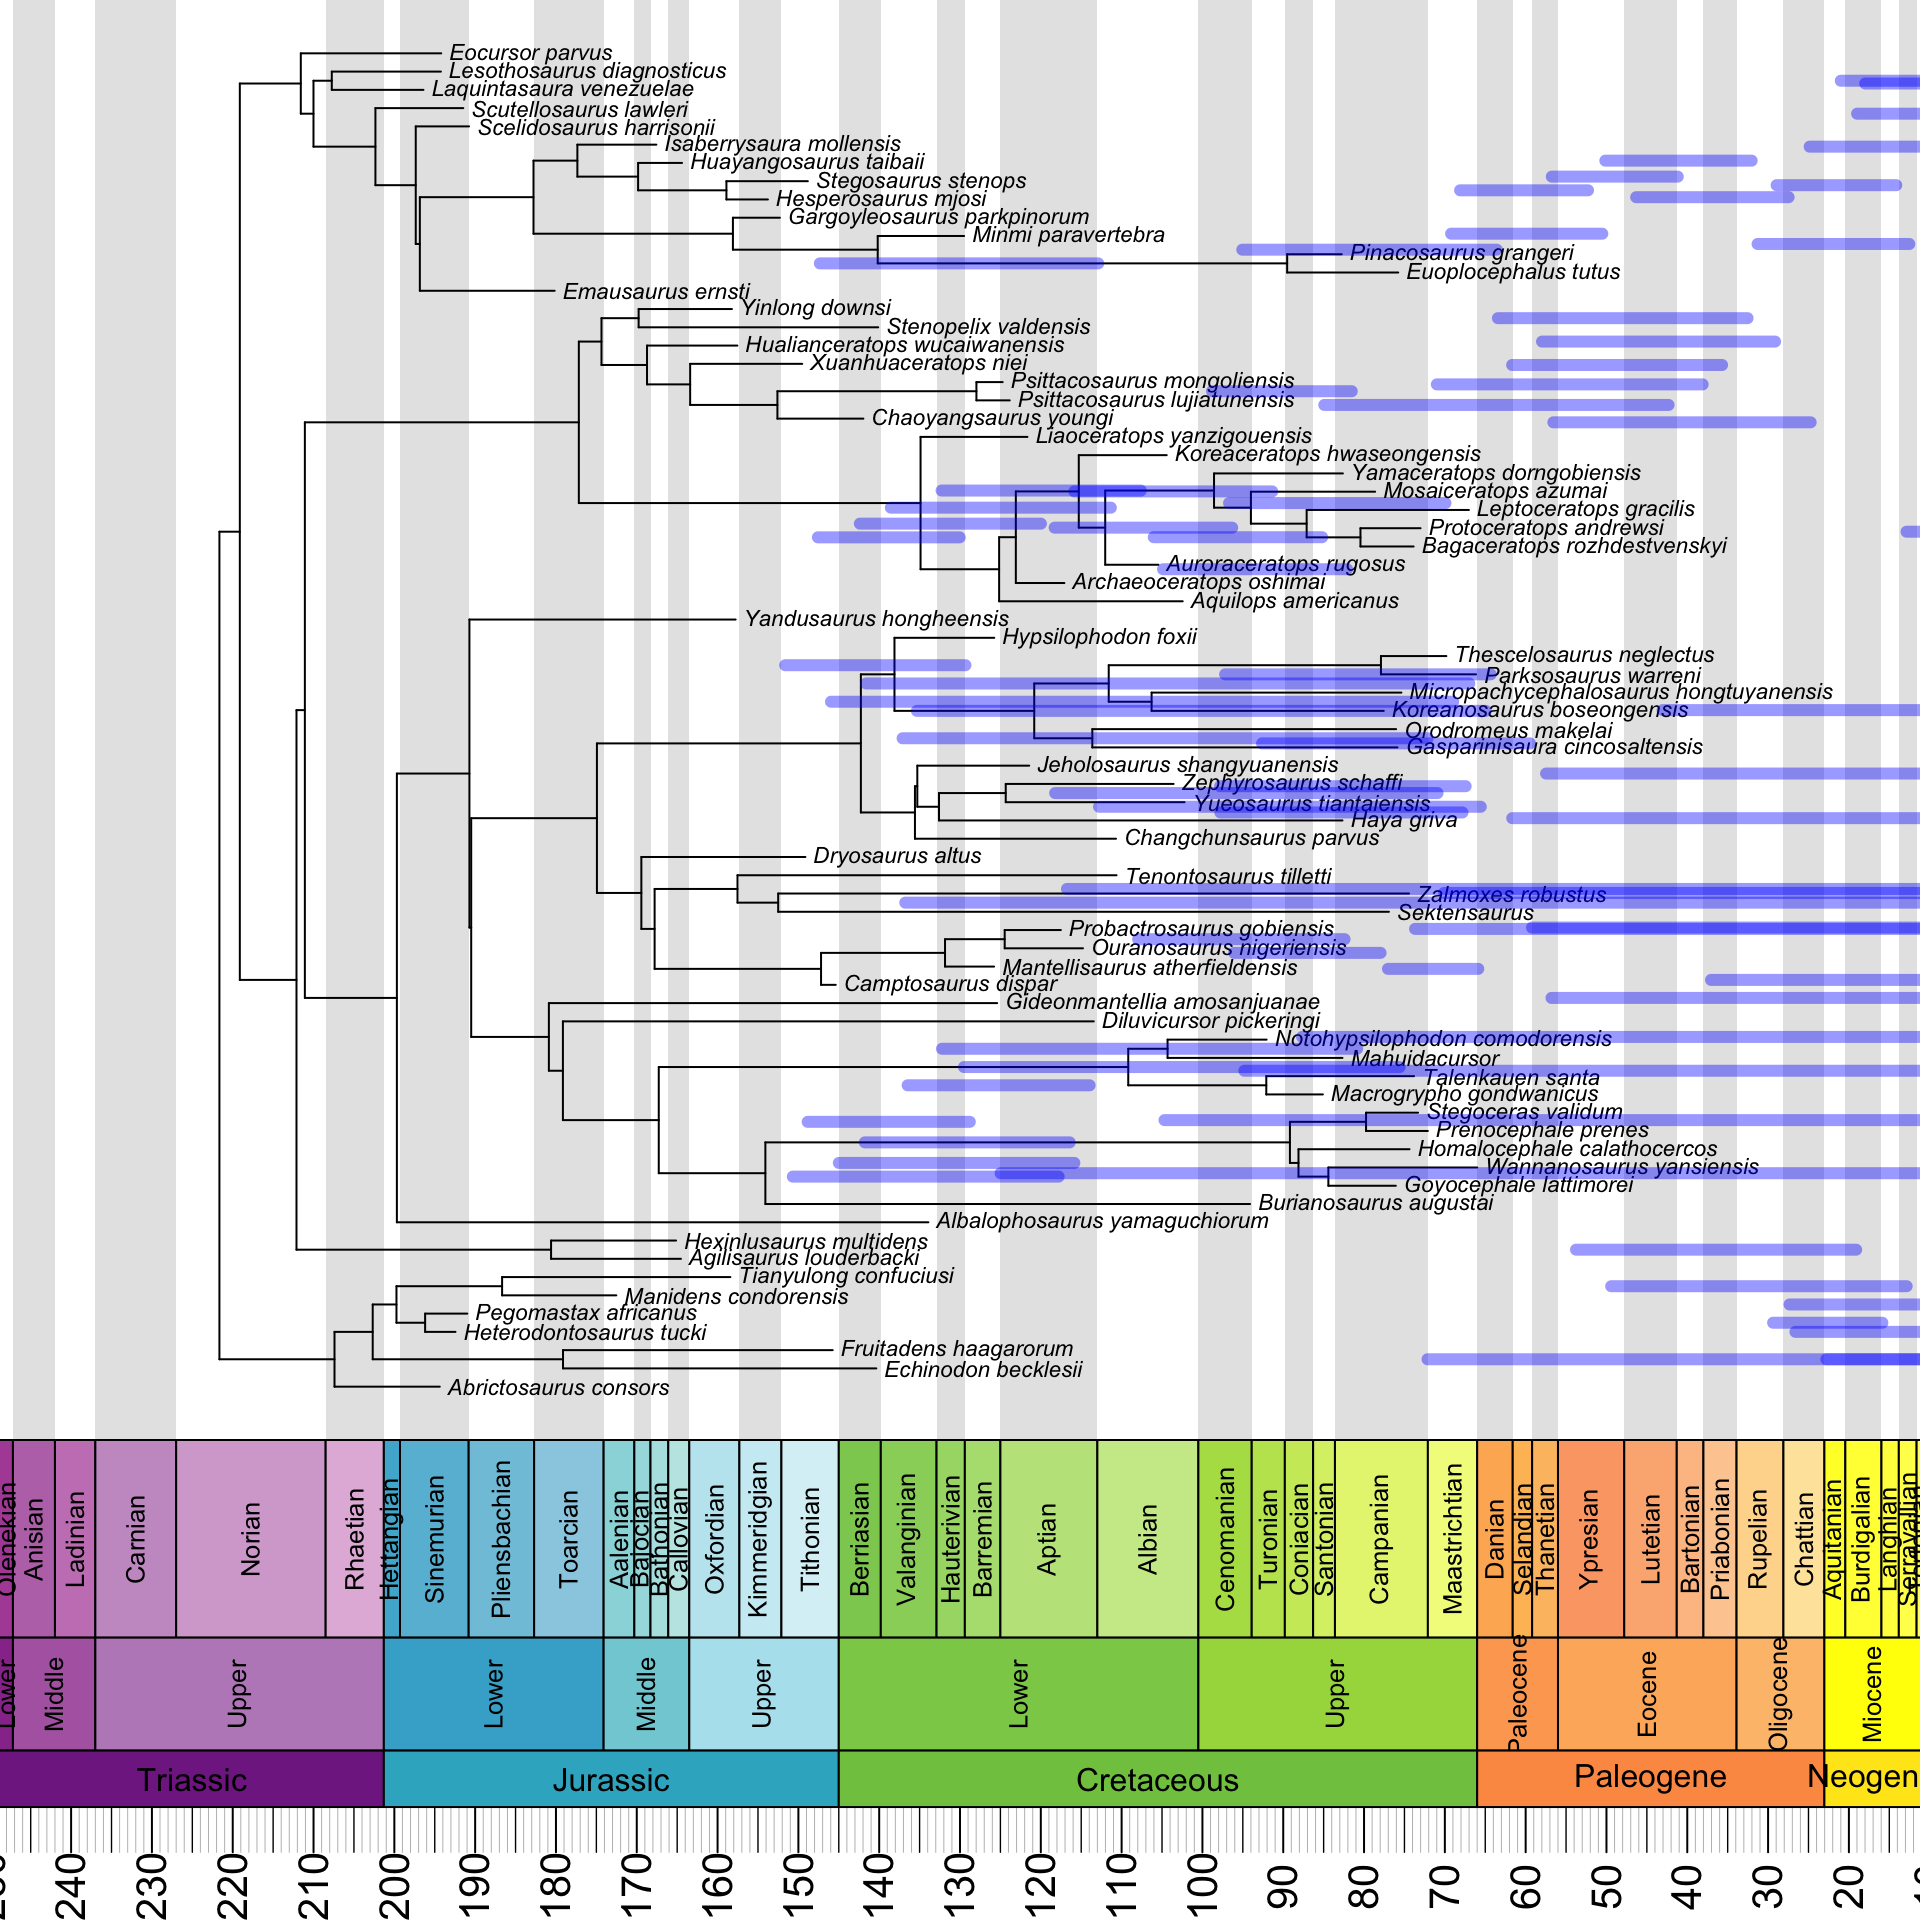 Eocursor parvus
Lesothosaurus diagnosticus
Laquintasaura venezuelae
Scutellosaurus lawleri
Scelidosaurus harrisonii
Isaberrysaura mollensis
Huayangosaurus taibaii
Stegosaurus stenops
Hesperosaurus mjosi
Gargoyleosaurus parkpinorum
Minmi paravertebra
Pinacosaurus grangeri
Euoplocephalus tutus
Emausaurus ernsti
Yinlong downsi
Stenopelix valdensis
Hualianceratops wucaiwanensis
Xuanhuaceratops niei
Psittacosaurus mongoliensis
Psittacosaurus lujiatunensis
Chaoyangsaurus youngi
Liaoceratops yanzigouensis
Koreaceratops hwaseongensis
Yamaceratops dorngobiensis
Mosaiceratops azumai
Leptoceratops gracilis
Protoceratops andrewsi
Bagaceratops rozhdestvenskyi
Auroraceratops rugosus
Archaeoceratops oshimai
Aquilops americanus
Yandusaurus hongheensis
Hypsilophodon foxii
Thescelosaurus neglectus
Parksosaurus warreni
Micropachycephalosaurus hongtuyanensis
Koreanosaurus boseongensis
Orodromeus makelai
Gasparinisaura cincosaltensis
Jeholosaurus shangyuanensis
Zephyrosaurus schaffi
Yueosaurus tiantaiensis
Haya griva
Changchunsaurus parvus
Dryosaurus altus
Tenontosaurus tilletti
Zalmoxes robustus
Sektensaurus
Probactrosaurus gobiensis
Ouranosaurus nigeriensis
Mantellisaurus atherfieldensis
Camptosaurus dispar
Gideonmantellia amosanjuanae
Diluvicursor pickeringi
Notohypsilophodon comodorensis
Mahuidacursor
Talenkauen santa
Macrogrypho gondwanicus
Stegoceras validum
Prenocephale prenes
Homalocephale calathocercos
Wannanosaurus yansiensis
Goyocephale lattimorei
Burianosaurus augustai
Albalophosaurus yamaguchiorum
Hexinlusaurus multidens
Agilisaurus louderbacki
Tianyulong confuciusi
Manidens condorensis
Pegomastax africanus
Heterodontosaurus tucki
Fruitadens haagarorum
Echinodon becklesii
Abrictosaurus consors
Olenekian Anisian Ladinian Carnian Norian Rhaetian Hettangian Sinemurian Pliensbachian Toarcian Aalenian Bajocian Bathonian Callovian Oxfordian Kimmeridgian Tithonian Berriasian Valanginian Hauterivian Barremian Aptian Albian Cenomanian Turonian Coniacian Santonian Campanian Maastrichtian Danian Selandian Thanetian Ypresian Lutetian Bartonian Priabonian Rupelian Chattian Aquitanian Burdigalian Langhian Serravallian
Lower Middle Upper Lower Middle Upper Lower Upper Paleocene Eocene Oligocene Miocene
Triassic Jurassic Cretaceous Paleogene Neogen
240 230 220 210 200 190 180 170 160 150 140 130 120 110 100 90 80 70 60 50 40 30 20